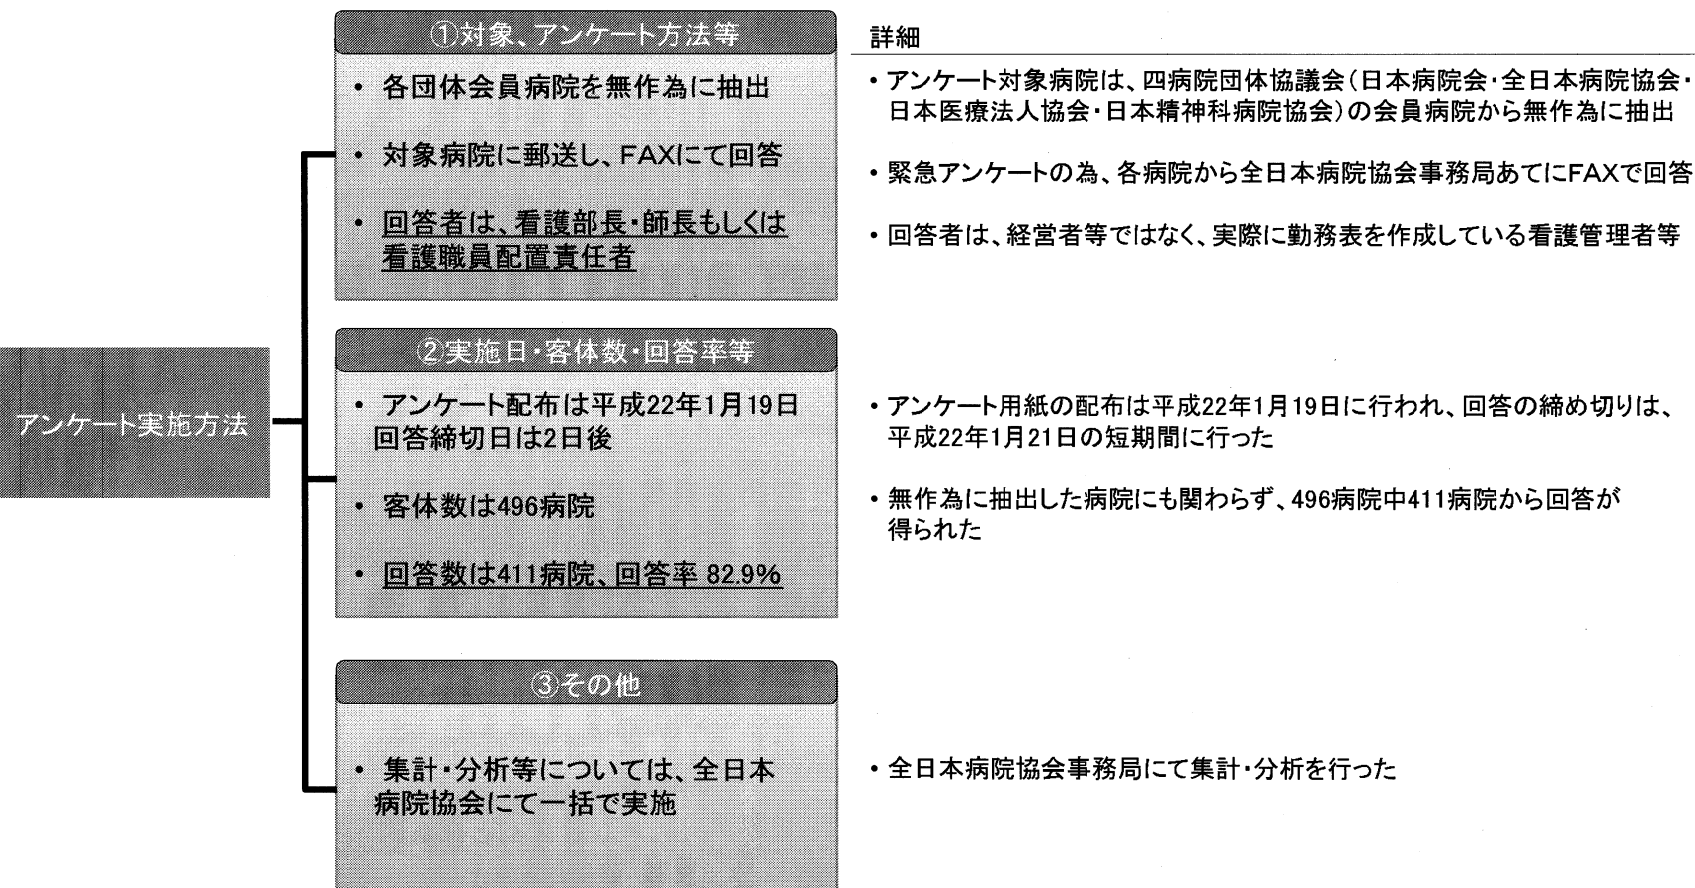 アンケート実施方法
①対象、アンケート方法等
• 各団体会員病院を無作為に抽出
• 対象病院に郵送し、FAXにて回答
• 回答者は、看護部長・師長もしくは
看護職員配置責任者
②実施日・客体数・回答率等
• アンケート配布は平成22年1月19日
回答締切日は2日後
• 客体数は496病院
• 回答数は411病院、回答率 82.9%
③その他
• 集計・分析等については、全日本
病院協会にて一括で実施
詳細
• アンケート対象病院は、四病院団体協議会(日本病院会・全日本病院協会・
日本医療法人協会・日本精神科病院協会)の会員病院から無作為に抽出
• 緊急アンケートの為、各病院から全日本病院協会事務局あてにFAXで回答
• 回答者は、経営者等ではなく、実際に勤務表を作成している看護管理者等
• アンケート用紙の配布は平成22年1月19日に行われ、回答の締め切りは、
平成22年1月21日の短期間に行った
• 無作為に抽出した病院にも関わらず、496病院中411病院から回答が
得られた
• 全日本病院協会事務局にて集計・分析を行った